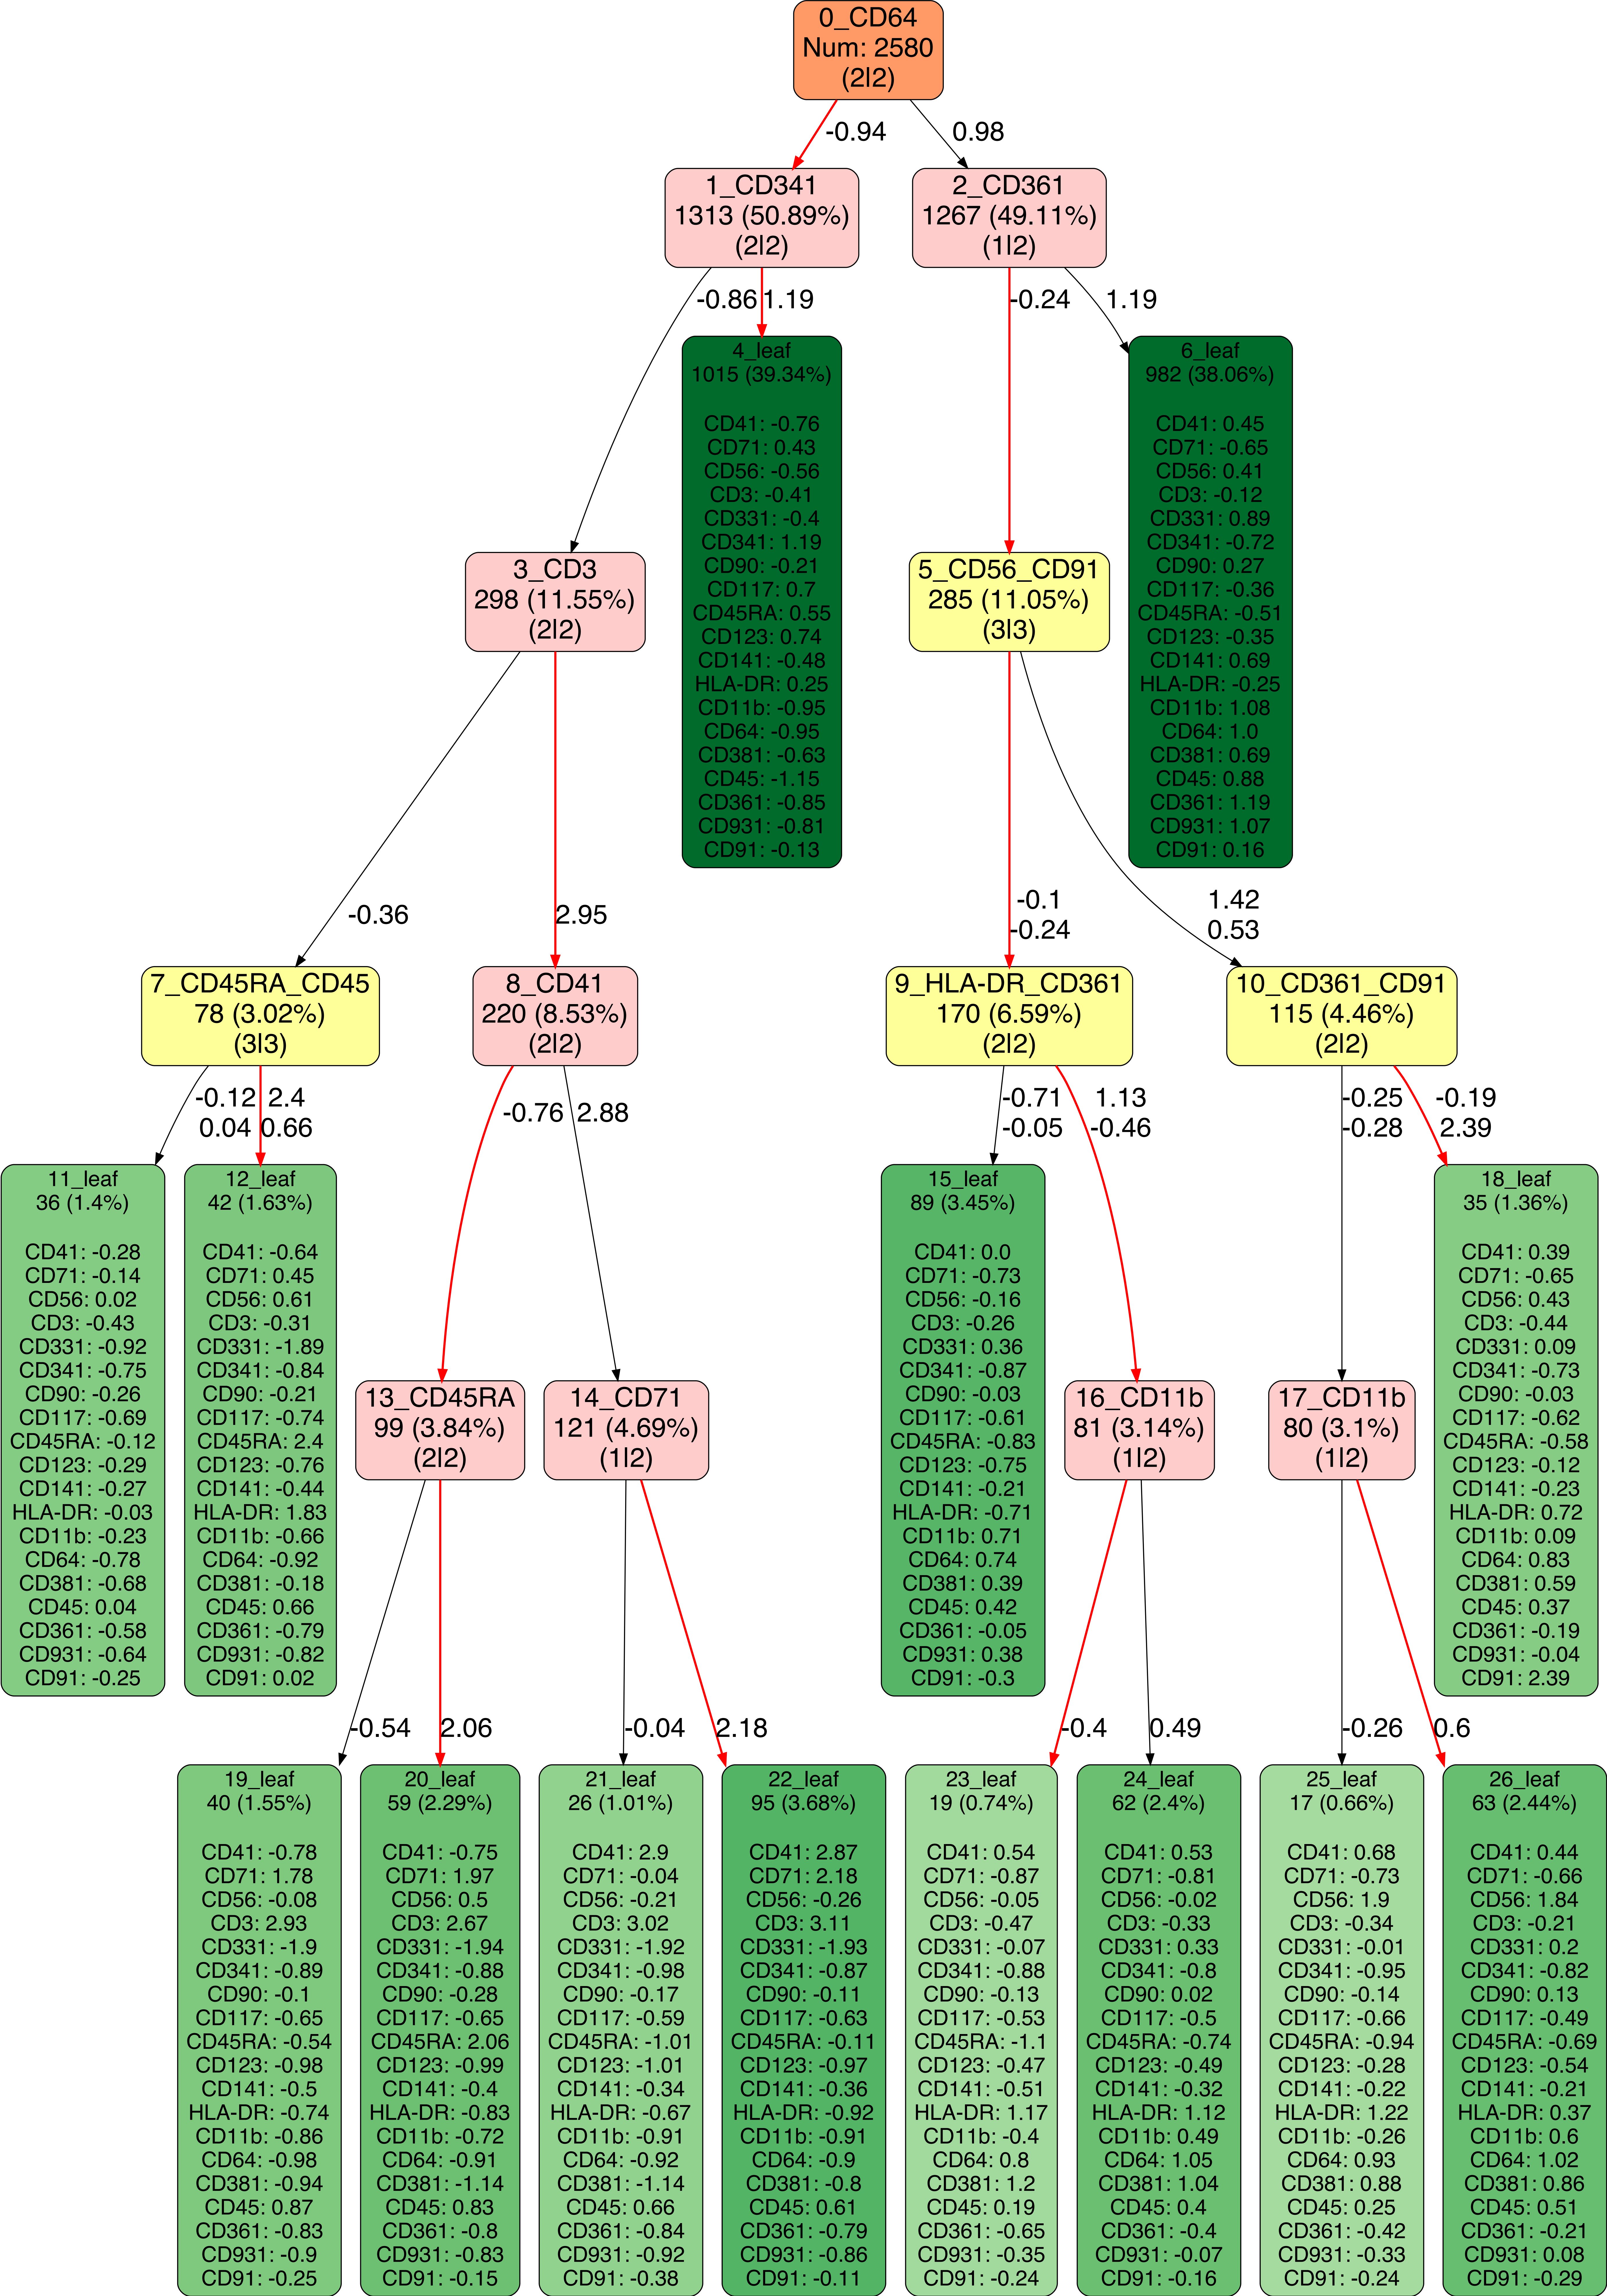 0_CD64
Num: 2580
(2|2)
-0.94
0.98
1_CD341
1313 (50.89%)
(2|2)
2_CD361
1267 (49.11%)
(1|2)
-0.86
1.19
-0.24
1.19
4_leaf
1015 (39.34%)
CD41: -0.76
CD71: 0.43
CD56: -0.56
CD3: -0.41
CD331: -0.4
CD341: 1.19
CD90: -0.21
CD117: 0.7
CD45RA: 0.55
CD123: 0.74
CD141: -0.48
HLA-DR: 0.25
CD11b: -0.95
CD64: -0.95
CD381: -0.63
CD45: -1.15
CD361: -0.85
CD931: -0.81
CD91: -0.13
6_leaf
982 (38.06%)
CD41: 0.45
CD71: -0.65
CD56: 0.41
CD3: -0.12
CD331: 0.89
CD341: -0.72
CD90: 0.27
CD117: -0.36
CD45RA: -0.51
CD123: -0.35
CD141: 0.69
HLA-DR: -0.25
CD11b: 1.08
CD64: 1.0
CD381: 0.69
CD45: 0.88
CD361: 1.19
CD931: 1.07
CD91: 0.16
3_CD3
298 (11.55%)
(2|2)
5_CD56_CD91
285 (11.05%)
(3|3)
-0.36
2.95
-0.1
-0.24
1.42
0.53
7_CD45RA_CD45
78 (3.02%)
(3|3)
8_CD41
220 (8.53%)
(2|2)
9_HLA-DR_CD361
170 (6.59%)
(2|2)
10_CD361_CD91
115 (4.46%)
(2|2)
-0.12
0.04
2.4
0.66
-0.76
2.88
-0.71
-0.05
1.13
-0.46
-0.25
-0.28
-0.19
2.39
11_leaf
36 (1.4%)
CD41: -0.28
CD71: -0.14
CD56: 0.02
CD3: -0.43
CD331: -0.92
CD341: -0.75
CD90: -0.26
CD117: -0.69
CD45RA: -0.12
CD123: -0.29
CD141: -0.27
HLA-DR: -0.03
CD11b: -0.23
CD64: -0.78
CD381: -0.68
CD45: 0.04
CD361: -0.58
CD931: -0.64
CD91: -0.25
12_leaf
42 (1.63%)
CD41: -0.64
CD71: 0.45
CD56: 0.61
CD3: -0.31
CD331: -1.89
CD341: -0.84
CD90: -0.21
CD117: -0.74
CD45RA: 2.4
CD123: -0.76
CD141: -0.44
HLA-DR: 1.83
CD11b: -0.66
CD64: -0.92
CD381: -0.18
CD45: 0.66
CD361: -0.79
CD931: -0.82
CD91: 0.02
15_leaf
89 (3.45%)
CD41: 0.0
CD71: -0.73
CD56: -0.16
CD3: -0.26
CD331: 0.36
CD341: -0.87
CD90: -0.03
CD117: -0.61
CD45RA: -0.83
CD123: -0.75
CD141: -0.21
HLA-DR: -0.71
CD11b: 0.71
CD64: 0.74
CD381: 0.39
CD45: 0.42
CD361: -0.05
CD931: 0.38
CD91: -0.3
18_leaf
35 (1.36%)
CD41: 0.39
CD71: -0.65
CD56: 0.43
CD3: -0.44
CD331: 0.09
CD341: -0.73
CD90: -0.03
CD117: -0.62
CD45RA: -0.58
CD123: -0.12
CD141: -0.23
HLA-DR: 0.72
CD11b: 0.09
CD64: 0.83
CD381: 0.59
CD45: 0.37
CD361: -0.19
CD931: -0.04
CD91: 2.39
13_CD45RA
99 (3.84%)
(2|2)
14_CD71
121 (4.69%)
(1|2)
16_CD11b
81 (3.14%)
(1|2)
17_CD11b
80 (3.1%)
(1|2)
-0.54
2.06
-0.04
2.18
-0.4
0.49
-0.26
0.6
19_leaf
40 (1.55%)
CD41: -0.78
CD71: 1.78
CD56: -0.08
CD3: 2.93
CD331: -1.9
CD341: -0.89
CD90: -0.1
CD117: -0.65
CD45RA: -0.54
CD123: -0.98
CD141: -0.5
HLA-DR: -0.74
CD11b: -0.86
CD64: -0.98
CD381: -0.94
CD45: 0.87
CD361: -0.83
CD931: -0.9
CD91: -0.25
20_leaf
59 (2.29%)
CD41: -0.75
CD71: 1.97
CD56: 0.5
CD3: 2.67
CD331: -1.94
CD341: -0.88
CD90: -0.28
CD117: -0.65
CD45RA: 2.06
CD123: -0.99
CD141: -0.4
HLA-DR: -0.83
CD11b: -0.72
CD64: -0.91
CD381: -1.14
CD45: 0.83
CD361: -0.8
CD931: -0.83
CD91: -0.15
21_leaf
26 (1.01%)
CD41: 2.9
CD71: -0.04
CD56: -0.21
CD3: 3.02
CD331: -1.92
CD341: -0.98
CD90: -0.17
CD117: -0.59
CD45RA: -1.01
CD123: -1.01
CD141: -0.34
HLA-DR: -0.67
CD11b: -0.91
CD64: -0.92
CD381: -1.14
CD45: 0.66
CD361: -0.84
CD931: -0.92
CD91: -0.38
22_leaf
95 (3.68%)
CD41: 2.87
CD71: 2.18
CD56: -0.26
CD3: 3.11
CD331: -1.93
CD341: -0.87
CD90: -0.11
CD117: -0.63
CD45RA: -0.11
CD123: -0.97
CD141: -0.36
HLA-DR: -0.92
CD11b: -0.91
CD64: -0.9
CD381: -0.8
CD45: 0.61
CD361: -0.79
CD931: -0.86
CD91: -0.11
23_leaf
19 (0.74%)
CD41: 0.54
CD71: -0.87
CD56: -0.05
CD3: -0.47
CD331: -0.07
CD341: -0.88
CD90: -0.13
CD117: -0.53
CD45RA: -1.1
CD123: -0.47
CD141: -0.51
HLA-DR: 1.17
CD11b: -0.4
CD64: 0.8
CD381: 1.2
CD45: 0.19
CD361: -0.65
CD931: -0.35
CD91: -0.24
24_leaf
62 (2.4%)
CD41: 0.53
CD71: -0.81
CD56: -0.02
CD3: -0.33
CD331: 0.33
CD341: -0.8
CD90: 0.02
CD117: -0.5
CD45RA: -0.74
CD123: -0.49
CD141: -0.32
HLA-DR: 1.12
CD11b: 0.49
CD64: 1.05
CD381: 1.04
CD45: 0.4
CD361: -0.4
CD931: -0.07
CD91: -0.16
25_leaf
17 (0.66%)
CD41: 0.68
CD71: -0.73
CD56: 1.9
CD3: -0.34
CD331: -0.01
CD341: -0.95
CD90: -0.14
CD117: -0.66
CD45RA: -0.94
CD123: -0.28
CD141: -0.22
HLA-DR: 1.22
CD11b: -0.26
CD64: 0.93
CD381: 0.88
CD45: 0.25
CD361: -0.42
CD931: -0.33
CD91: -0.24
26_leaf
63 (2.44%)
CD41: 0.44
CD71: -0.66
CD56: 1.84
CD3: -0.21
CD331: 0.2
CD341: -0.82
CD90: 0.13
CD117: -0.49
CD45RA: -0.69
CD123: -0.54
CD141: -0.21
HLA-DR: 0.37
CD11b: 0.6
CD64: 1.02
CD381: 0.86
CD45: 0.51
CD361: -0.21
CD931: 0.08
CD91: -0.29